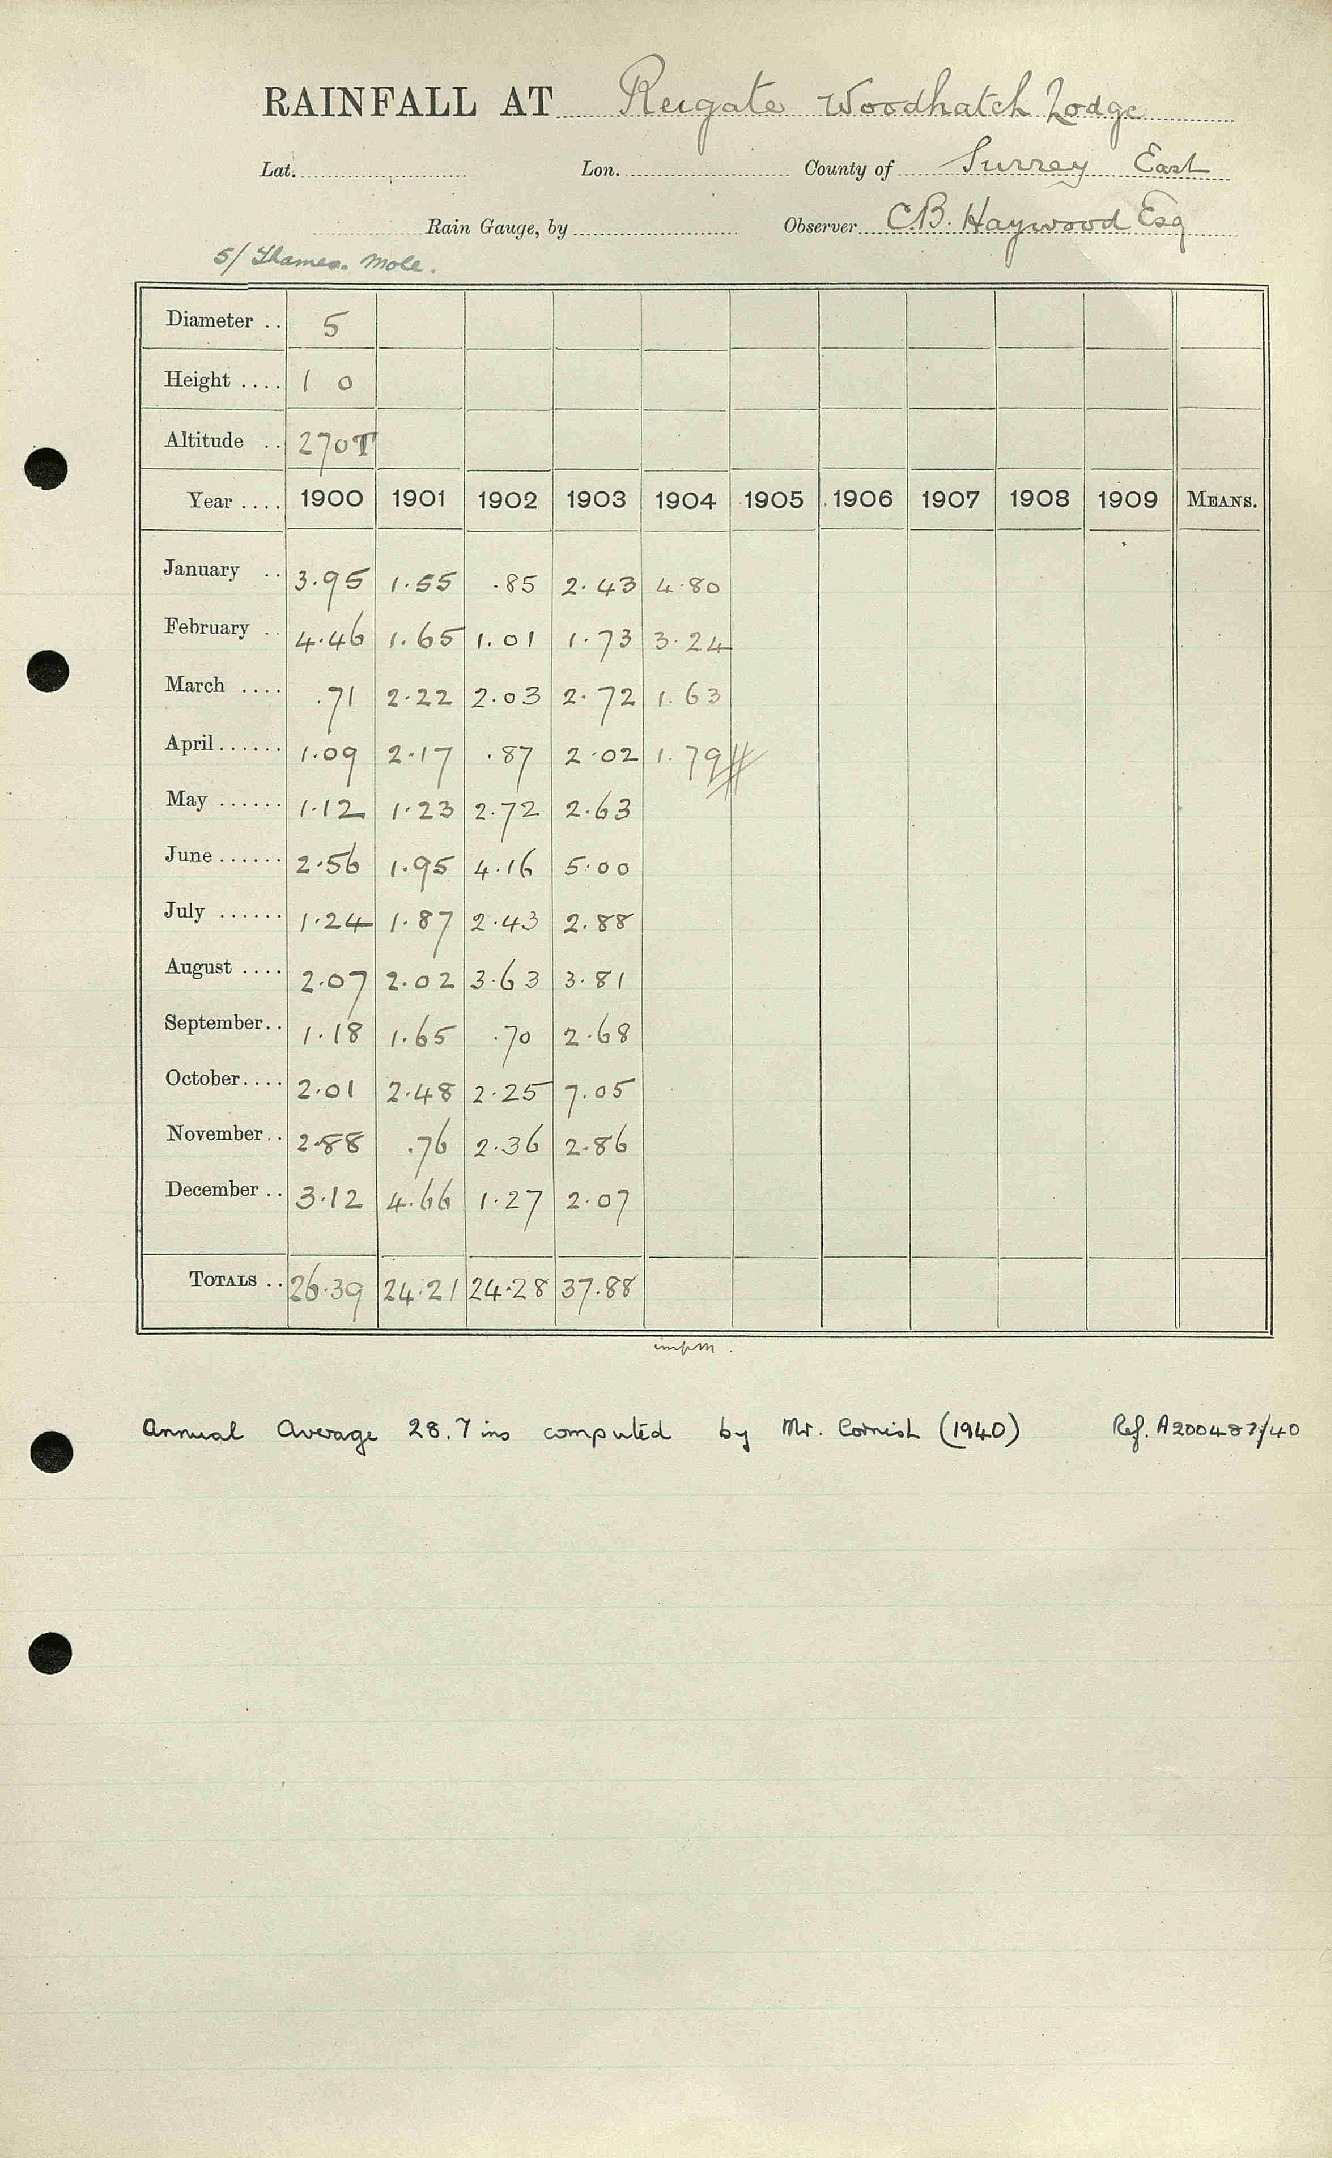 RAINFALL AT Reigate Woodhatch Lodge
Lat. Lon. County of Surrey East
Rain Gauge, by Observer C.B. Haywood Esq
5/ Thames. Mole.
Diameter .. 5
Height .... 1 0
Altitude .. 270T
Year .... 1900 1901 1902 1903 1904 1905 1906 1907 1908 1909 MEANS.
January .. 3.95 1.55 .85 2.43 4.80
February .. 4.46 1.65 1.01 1.73 3.24
March .... .71 2.22 2.03 2.72 1.63
April...... 1.09 2.17 .87 2.02 1.79
May ...... 1.12 1.23 2.72 2.63
June...... 2.56 1.95 4.16 5.00
July ...... 1.24 1.87 2.43 2.88
August .... 2.07 2.02 3.63 3.81
September.. 1.18 1.65 .70 2.68
October.... 2.01 2.48 2.25 7.05
November.. 2.88 .76 2.36 2.86
December .. 3.12 4.66 1.27 2.07
TOTALS .. 26.39 24.21 24.28 37.88
Annual Average 28.7 ins computed by Mr. Cornish (1940) Ref.